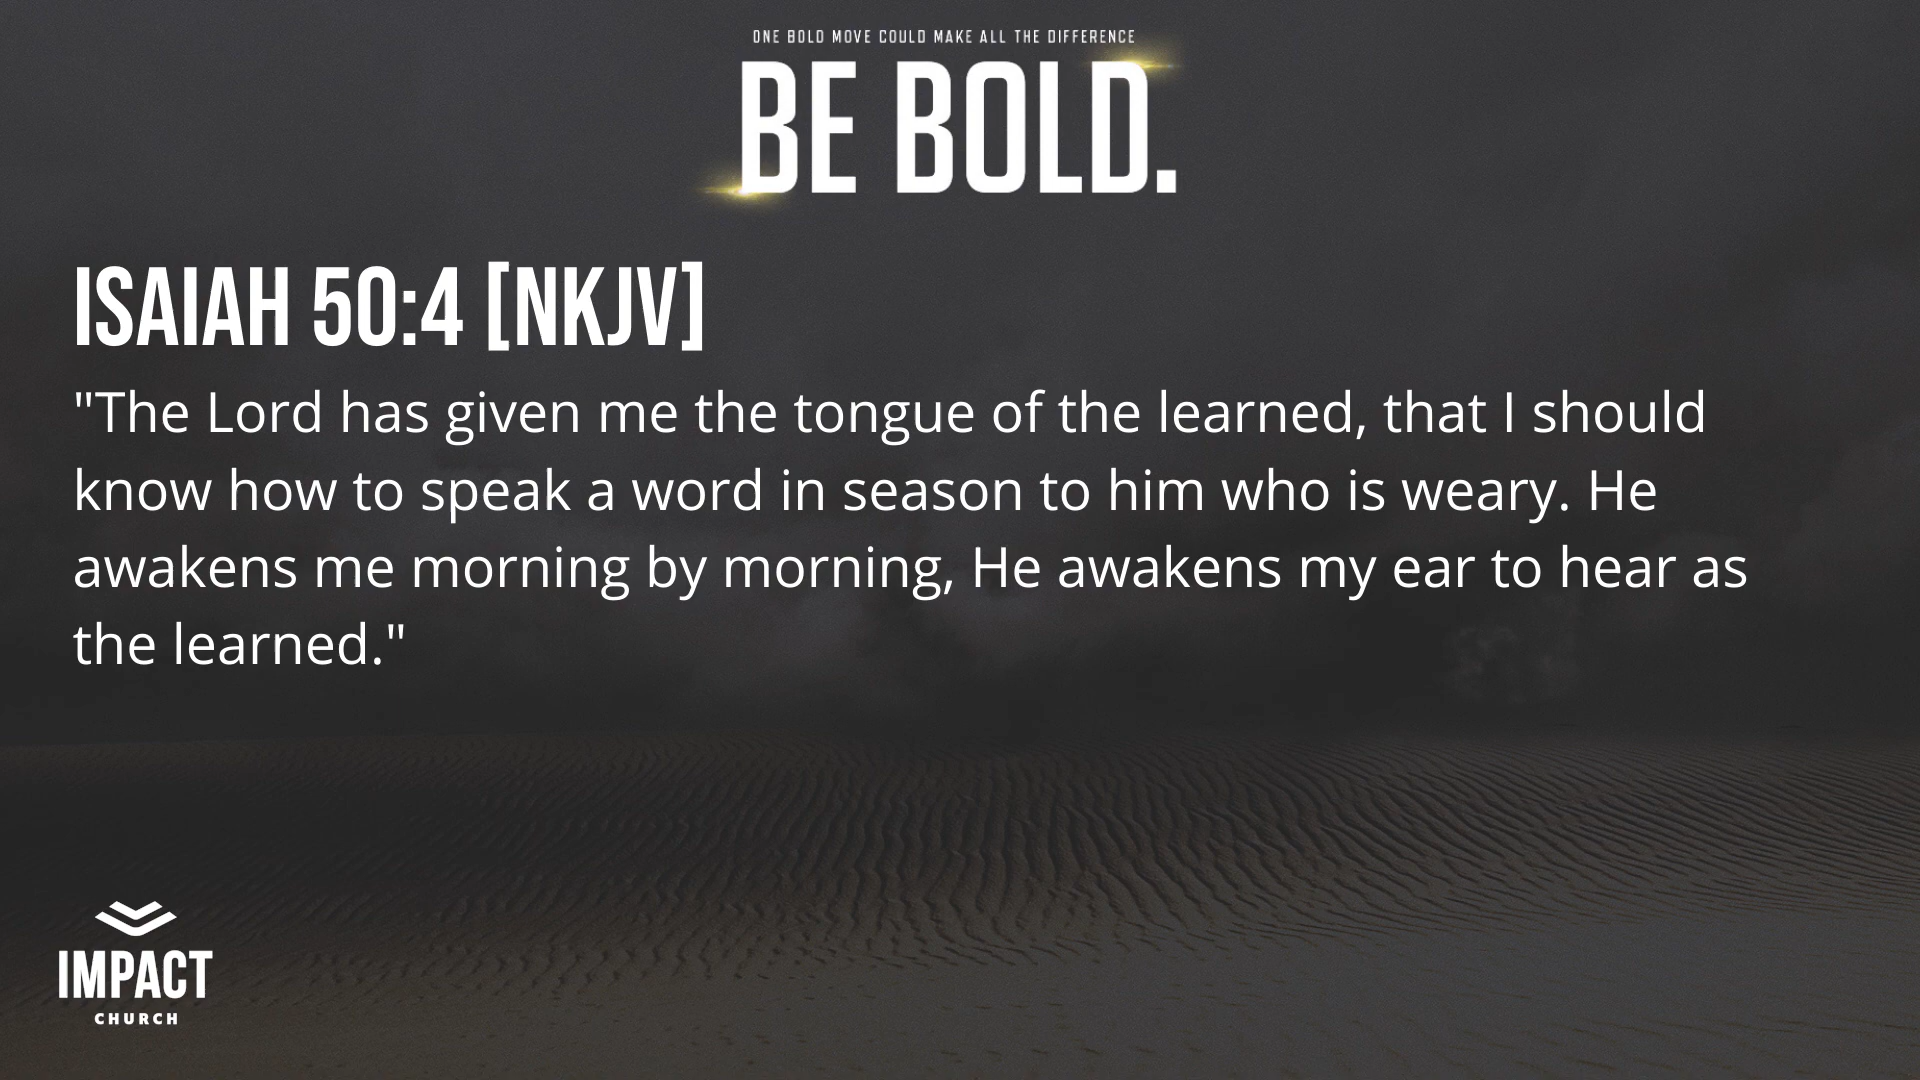 ONE BOLD MOVE COULD MAKE ALL THE DIFFERENCE
BE BOLD.
ISAIAH 50:4 [NKJV]
"The Lord has given me the tongue of the learned, that I should
know how to speak a word in season to him who is weary. He
awakens me morning by morning, He awakens my ear to hear as
the learned."
IMPACT
CHURCH